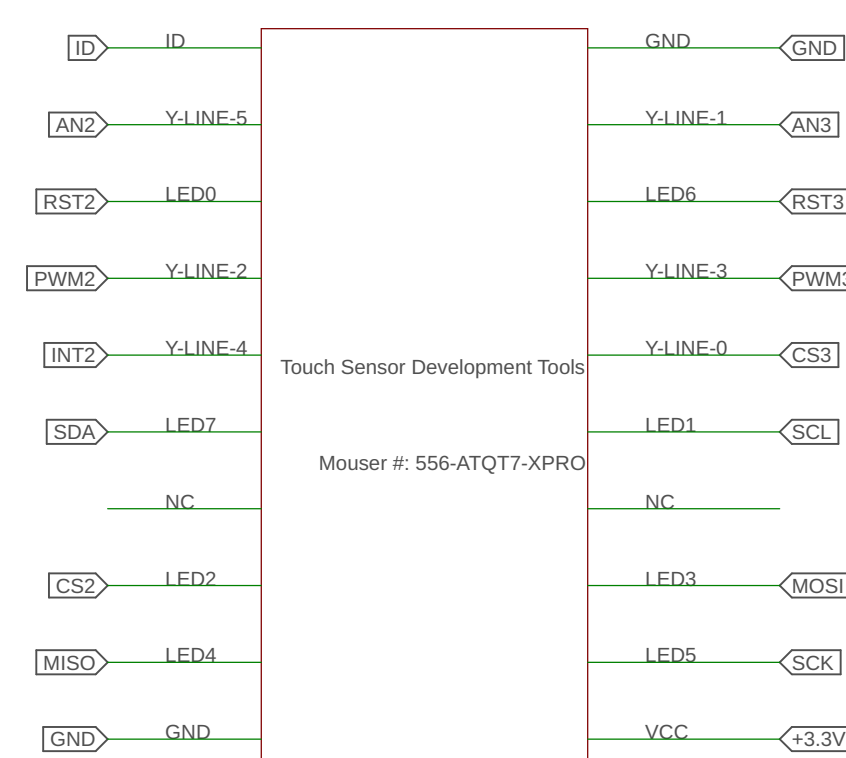 ID ID GND GND
AN2 Y-LINE-5 Y-LINE-1 AN3
RST2 LED0 LED6 RST3
PWM2 Y-LINE-2 Y-LINE-3 PWM3
INT2 Y-LINE-4 Y-LINE-0 CS3
Touch Sensor Development Tools
SDA LED7 LED1 SCL
Mouser #: 556-ATQT7-XPRO
NC NC
CS2 LED2 LED3 MOSI
MISO LED4 LED5 SCK
GND GND VCC +3.3V